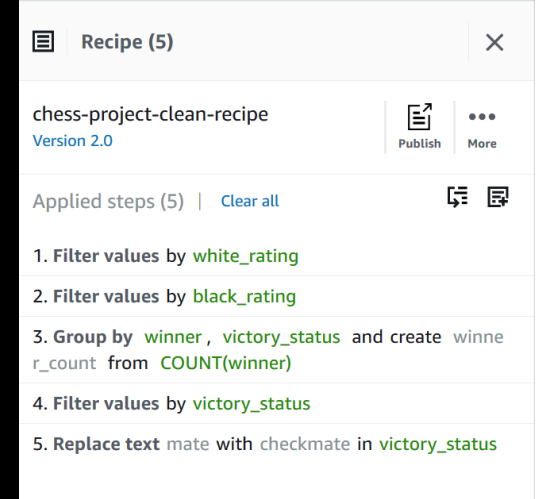 Recipe (5)
chess-project-clean-recipe
Version 2.0
Publish
More
Applied steps (5) | Clear all
1. Filter values by white_rating
2. Filter values by black_rating
3. Group by winner , victory_status and create winne
r_count from COUNT(winner)
4. Filter values by victory_status
5. Replace text mate with checkmate in victory_status